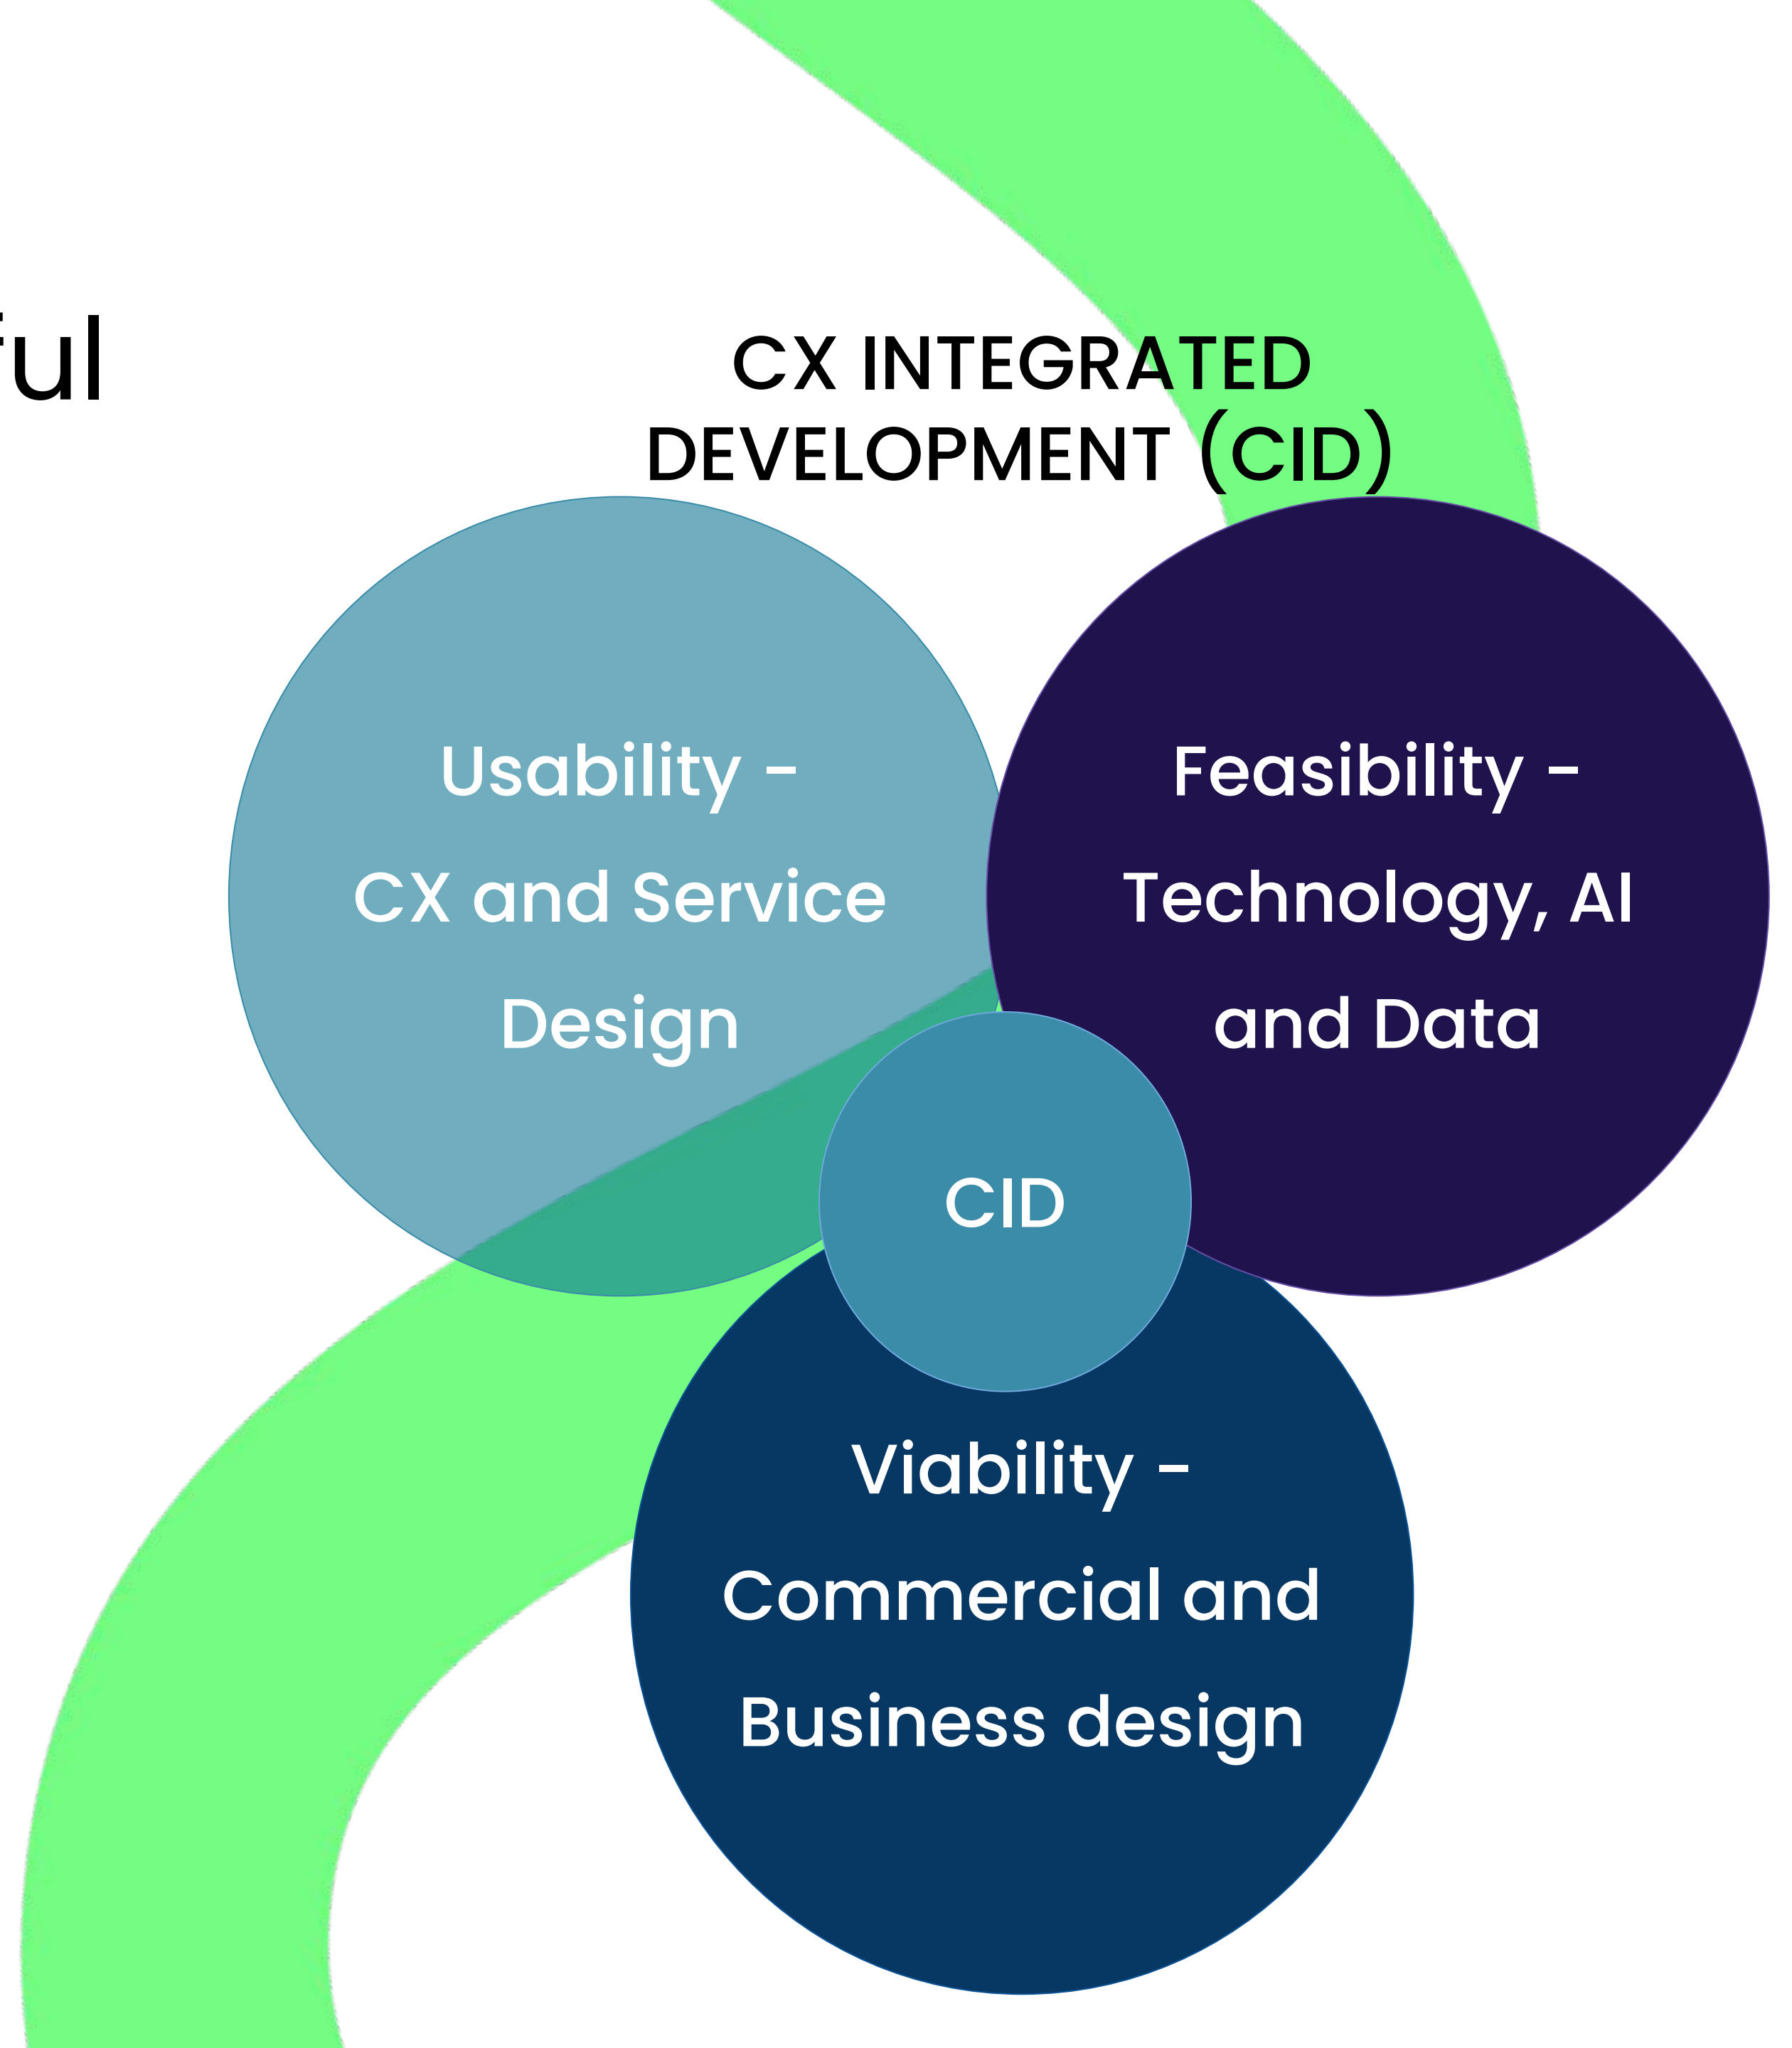 ful
CX INTEGRATED
DEVELOPMENT (CID)
Usability -
CX and Service
Design
Feasibility -
Technology, AI
and Data
CID
Viability -
Commercial and
Business design